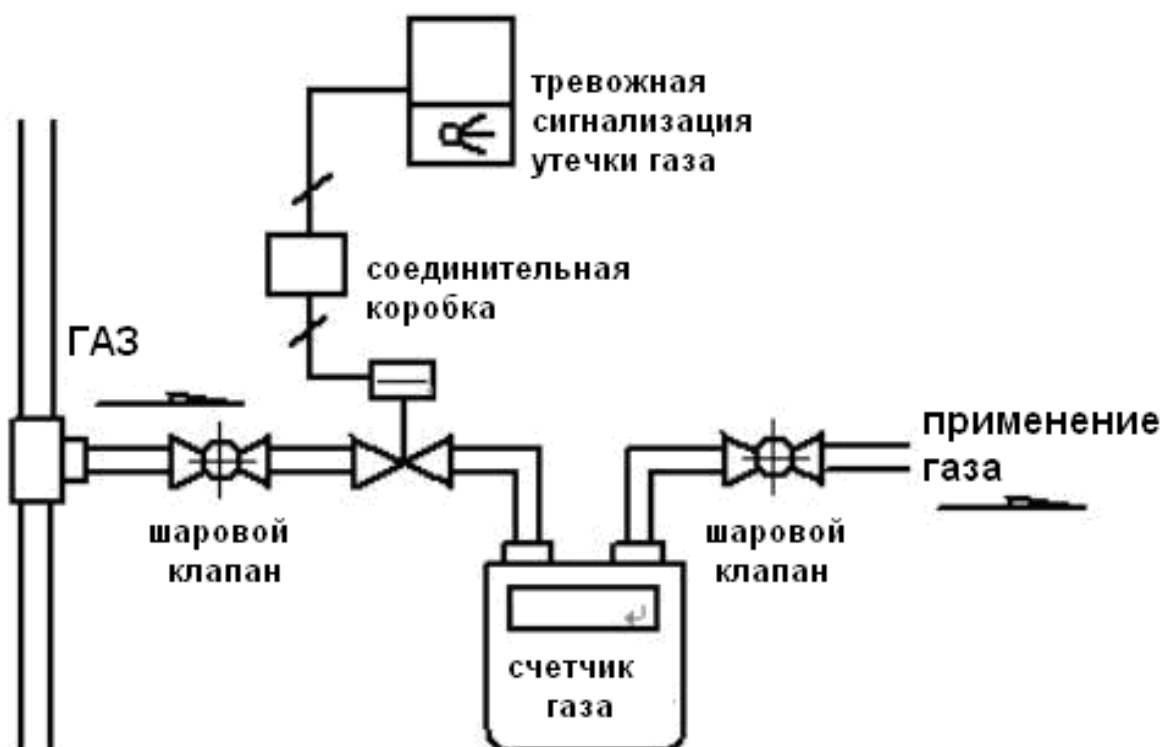 тревожная
сигнализация
утечки газа
соединительная
коробка
ГАЗ
применение
газа
шаровой
клапан
шаровой
клапан
счетчик
газа